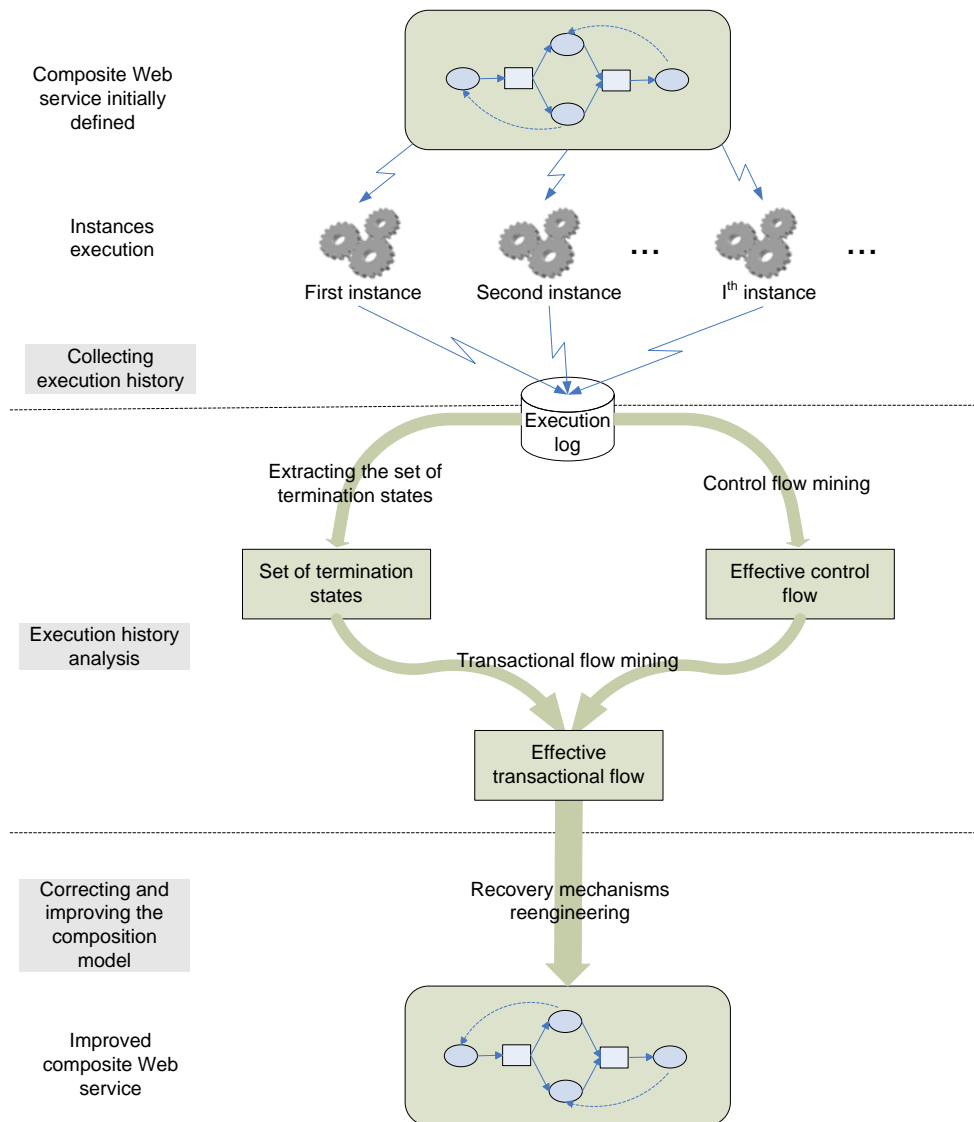 Composite Web
service initially
defined
Instances
execution
...
...
First instance
Second instance
Ith instance
Collecting
execution history
Execution
log
Extracting the set of
termination states
Control flow mining
Set of termination
states
Effective control
flow
Execution history
analysis
Transactional flow mining
Effective
transactional flow
Correcting and
improving the
composition
model
Recovery mechanisms
reengineering
Improved
composite Web
service